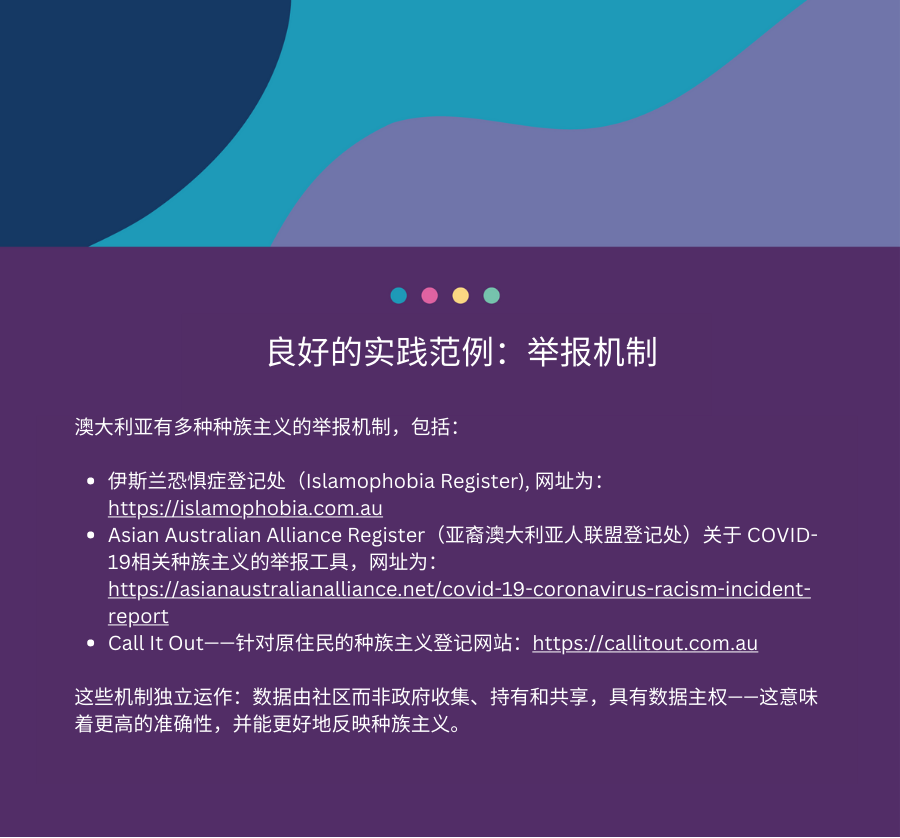 良好的实践范例：举报机制
澳大利亚有多种种族主义的举报机制，包括：
伊斯兰恐惧症登记处（Islamophobia Register), 网址为：
https://islamophobia.com.au
Asian Australian Alliance Register（亚裔澳大利亚人联盟登记处）关于 COVID-
19相关种族主义的举报工具，网址为：
https://asianaustralianalliance.net/covid-19-coronavirus-racism-incident-
report
Call It Out——针对原住民的种族主义登记网站：https://callitout.com.au
这些机制独立运作：数据由社区而非政府收集、持有和共享，具有数据主权——这意味
着更高的准确性，并能更好地反映种族主义。